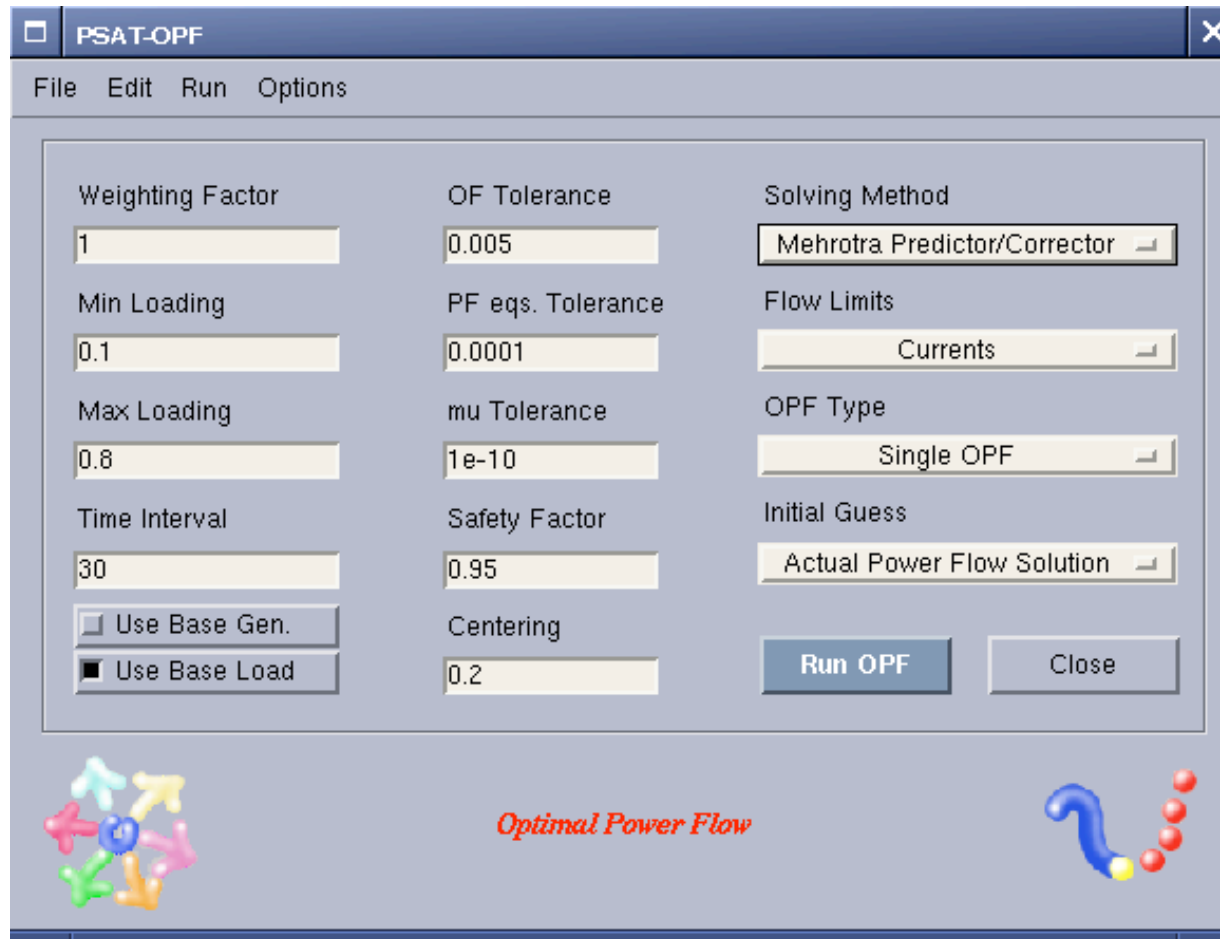 PSAT-OPF
File Edit Run Options
Weighting Factor
1
Min Loading
0.1
Max Loading
0.8
Time Interval
30
Use Base Gen.
Use Base Load
OF Tolerance
0.005
PF eqs. Tolerance
0.0001
mu Tolerance
1e-10
Safety Factor
0.95
Centering
0.2
Solving Method
Mehrotra Predictor/Corrector
Flow Limits
Currents
OPF Type
Single OPF
Initial Guess
Actual Power Flow Solution
Run OPF
Close
Optimal Power Flow